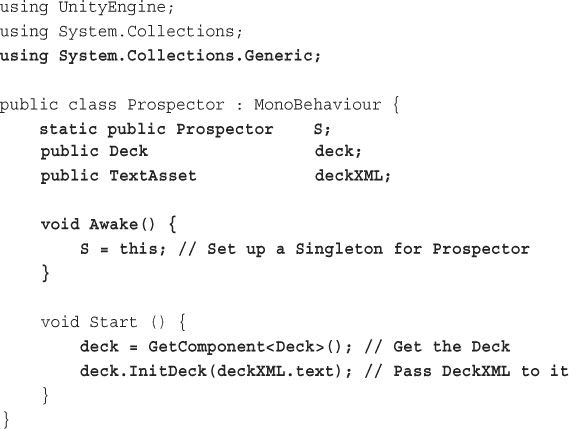 using UnityEngine;
using System.Collections;
using System.Collections.Generic;
public class Prospector : MonoBehaviour {
static public Prospector S;
public Deck deck;
public TextAsset deckXML;
void Awake() {
S = this; // Set up a Singleton for Prospector
}
void Start () {
deck = GetComponent<Deck>(); // Get the Deck
deck.InitDeck(deckXML.text); // Pass DeckXML to it
}
}